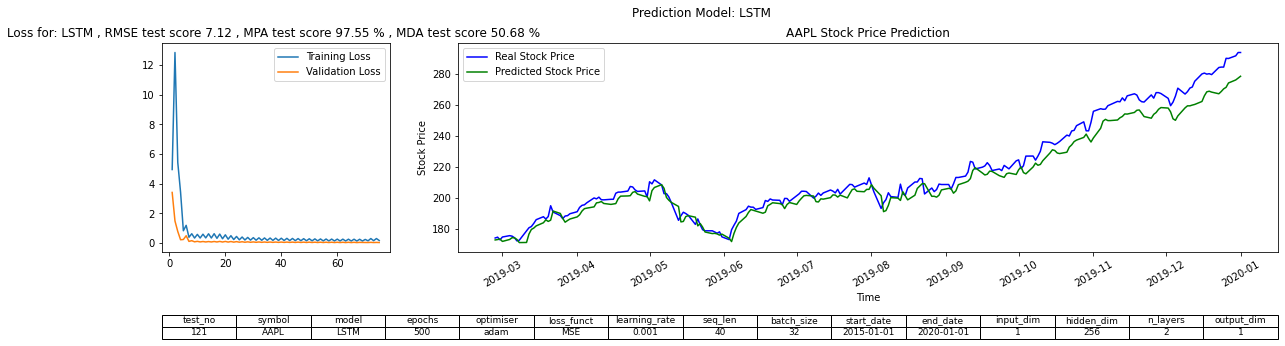 Prediction Model: LSTM
Loss for: LSTM , RMSE test score 7.12 , MPA test score 97.55 % , MDA test score 50.68 %
AAPL Stock Price Prediction
Training Loss
Validation Loss
12
10
8
6
4
2
0
0 20 40 60
Real Stock Price
Predicted Stock Price
Stock Price
280
260
240
220
200
180
2019-03 2019-04 2019-05 2019-06 2019-07 2019-08 2019-09 2019-10 2019-11 2019-12 2020-01
Time
test_no symbol model epochs optimiser loss_funct learning_rate seq_len batch_size start_date end_date input_dim hidden_dim n_layers output_dim
121 AAPL LSTM 500 adam MSE 0.001 40 32 2015-01-01 2020-01-01 1 256 2 1